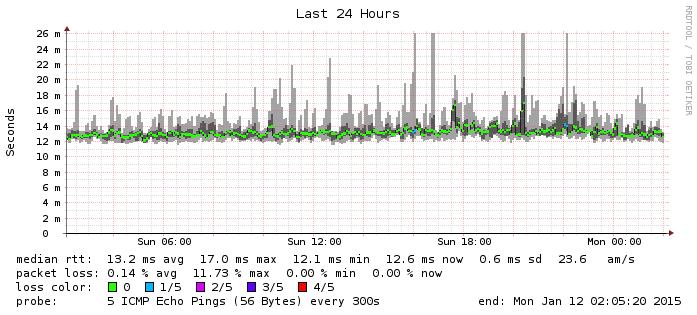 Last 24 Hours
RRDTOOL / TOBI OETIKER
Seconds
26 m
24 m
22 m
20 m
18 m
16 m
14 m
12 m
10 m
8 m
6 m
4 m
2 m
0
Sun 06:00 Sun 12:00 Sun 18:00 Mon 00:00
median rtt: 13.2 ms avg 17.0 ms max 12.1 ms min 12.6 ms now 0.6 ms sd 23.6 am/s
packet loss: 0.14 % avg 11.73 % max 0.00 % min 0.00 % now
loss color: 0 1/5 2/5 3/5 4/5
probe: 5 ICMP Echo Pings (56 Bytes) every 300s end: Mon Jan 12 02:05:20 2015